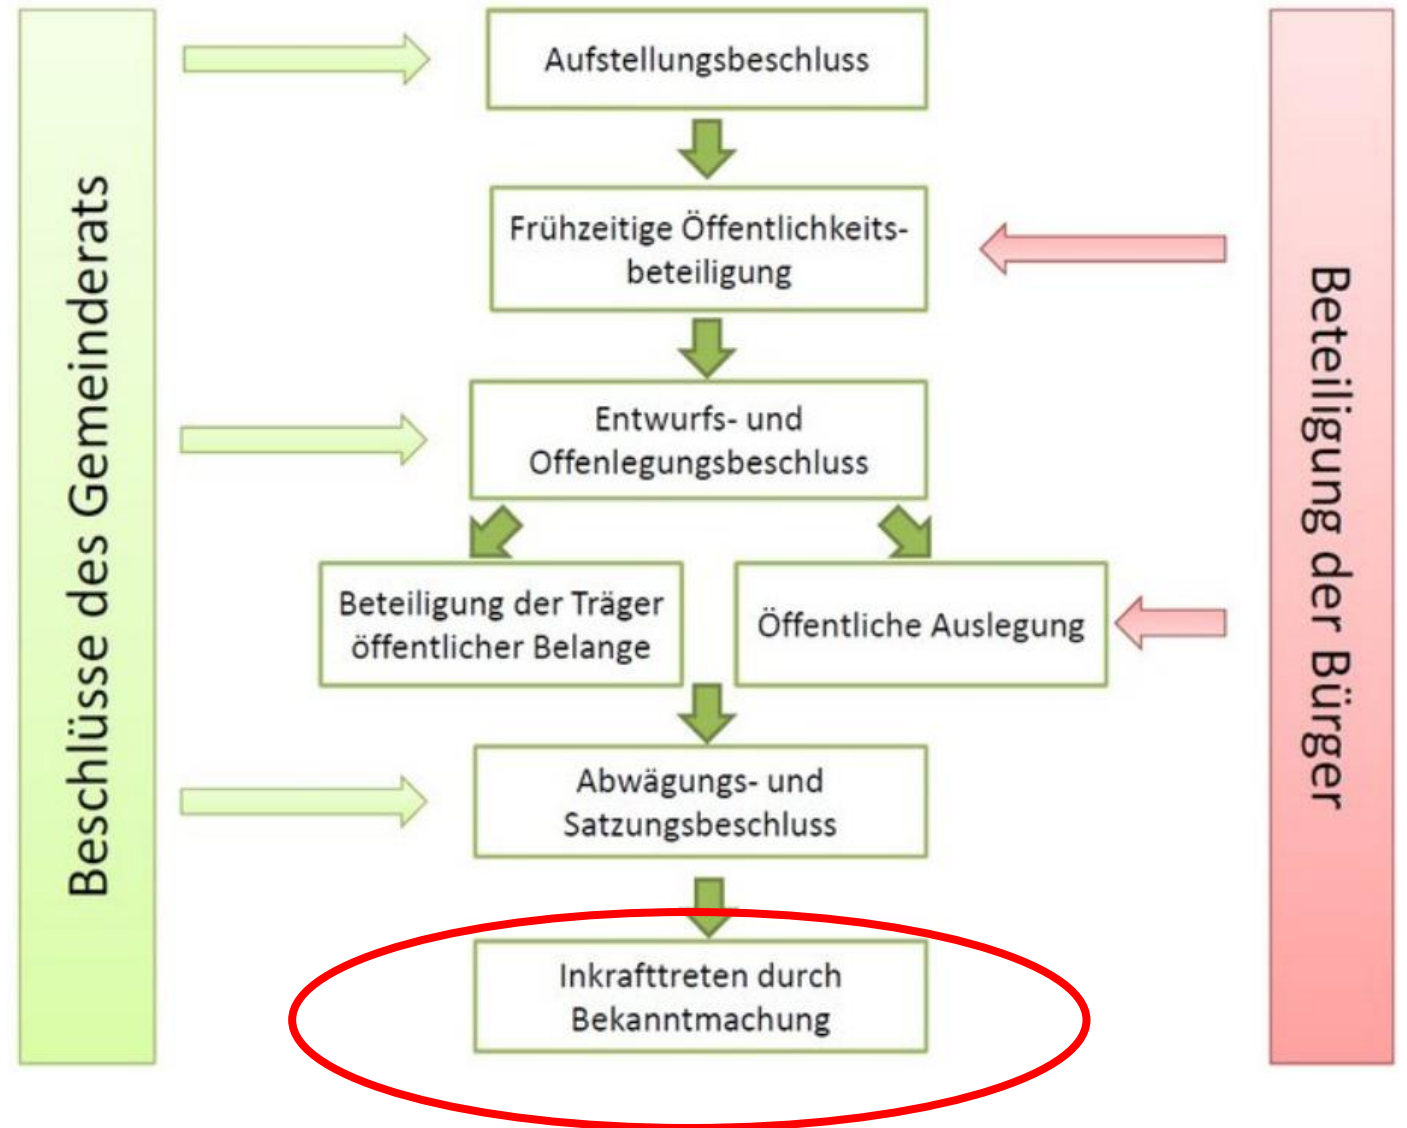 Beschlüsse des Gemeinderats
Aufstellungsbeschluss
Frühzeitige Öffentlichkeits-
beteiligung
Entwurfs- und
Offenlegungsbeschluss
Beteiligung der Träger
öffentlicher Belange
Öffentliche Auslegung
Abwägungs- und
Satzungsbeschluss
Inkrafttreten durch
Bekanntmachung
Beteiligung der Bürger